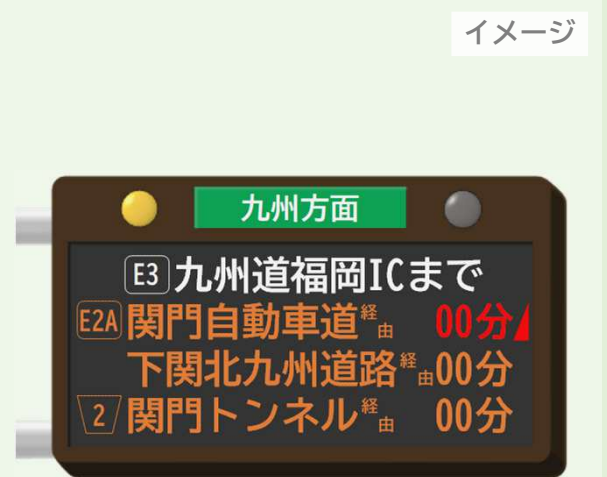 イメージ
九州方面
E3 九州道福岡ICまで
E2A 関門自動車道経由 00分
下関北九州道路経由00分
2 関門トンネル経由 00分